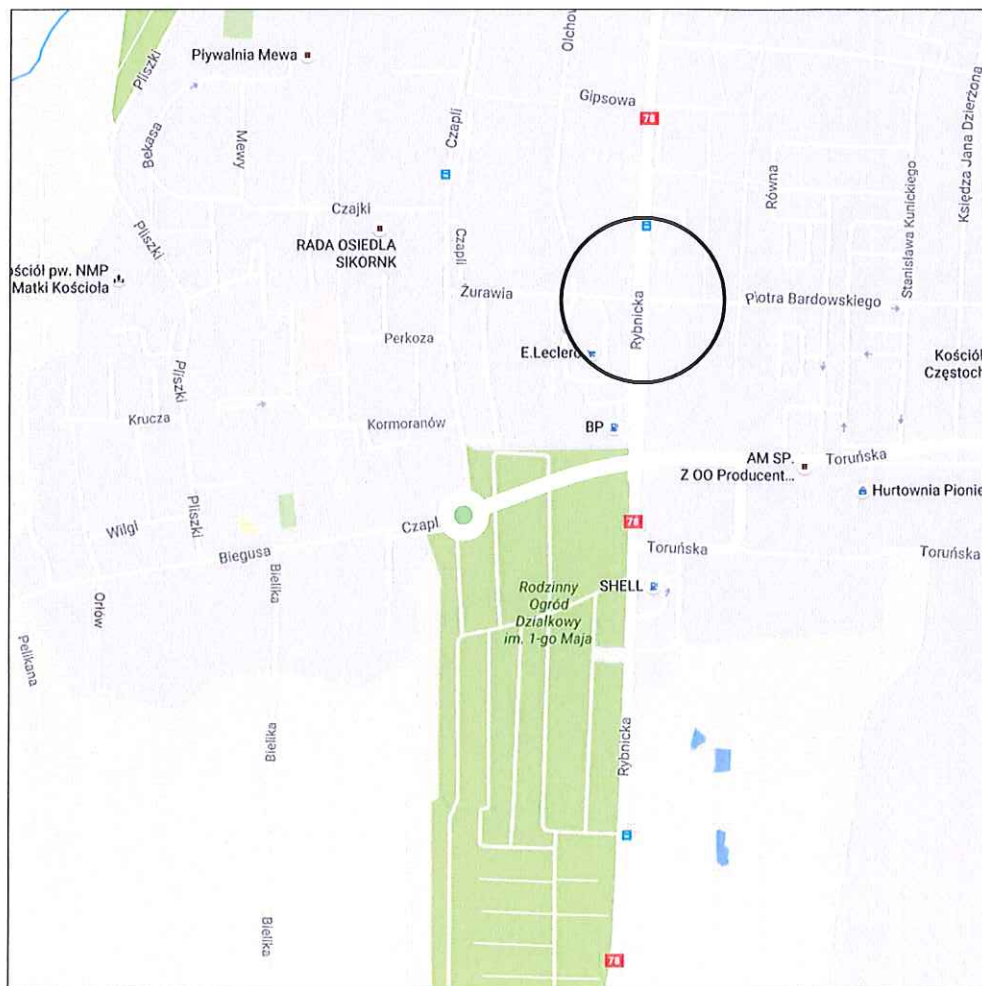 Olchow
Pływalnia Mewa
Pliszki
Gipsowa
78
Księdza Jana Dzierżona
Bekasa
Mewy
Czapli
Równa
Stanisława Kunickiego
Czajki
Pliszki
RADA OSIEDLA
SIKORNK
Czapli
ościół pw. NMP
Matki Kościoła
Żurawia
Rybnicka
Piotra Bardowskiego
Perkoza
E.Leclerc
Kościół
Częstoch
Pliszki
Krucza
Kormoranów
BP
AM SP.
Z OO Producent...
Toruńska
Hurtownia Pionie
Pliszki
Wilgi
Czapl
78
Biegusa
Toruńska
Toruńska
Bielika
Orłów
Rodzinny
Ogród
Działkowy
im. 1-go Maja
SHELL
Pelikana
Bielika
Rybnicka
Bielika
78